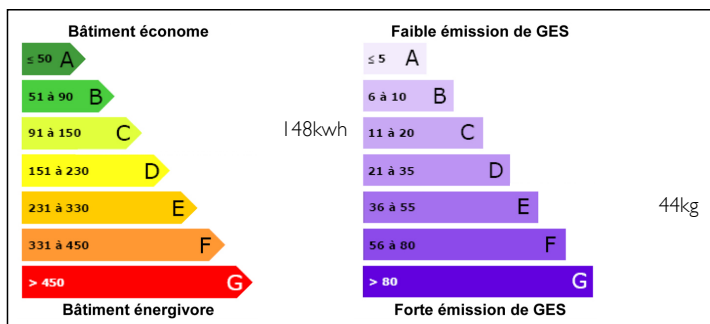 Bâtiment économe
≤ 50 A
51 à 90 B
91 à 150 C
148kwh
151 à 230 D
231 à 330 E
331 à 450 F
> 450 G
Bâtiment énergivore
Faible émission de GES
≤ 5 A
6 à 10 B
11 à 20 C
21 à 35 D
36 à 55 E
44kg
56 à 80 F
> 80 G
Forte émission de GES